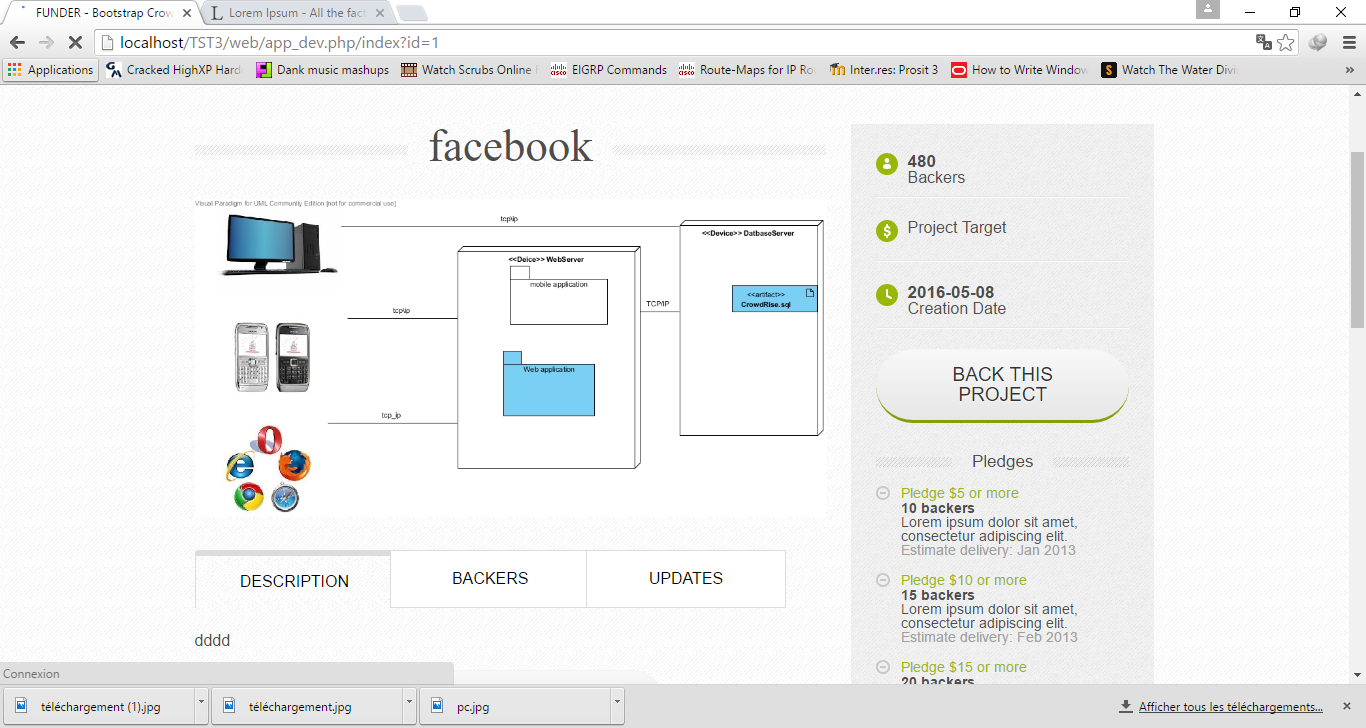 FUNDER - Bootstrap Crow
Lorem Ipsum - All the fact
localhost/TST3/web/app_dev.php/index?id=1
Applications
Cracked HighXP Hard
Dank music mashups
Watch Scrubs Online
EIGRP Commands
Route-Maps for IP Ro
Inter.res: Prosit 3
How to Write Window
Watch The Water Divi
facebook
Visual Paradigm for UML Community Edition [not for commercial use]
tcp\ip
<<Device>> DatbaseServer
<<Deice>> WebServer
mobile application
<<artifact>>
CrowdRise.sql
TCP/IP
tcp\ip
Web application
tcp_ip
DESCRIPTION
BACKERS
UPDATES
dddd
480
Backers
Project Target
2016-05-08
Creation Date
BACK THIS
PROJECT
Pledges
Pledge $5 or more
10 backers
Lorem ipsum dolor sit amet,
consectetur adipiscing elit.
Estimate delivery: Jan 2013
Pledge $10 or more
15 backers
Lorem ipsum dolor sit amet,
consectetur adipiscing elit.
Estimate delivery: Feb 2013
Pledge $15 or more
20 backers
Connexion
téléchargement (1).jpg
téléchargement.jpg
pc.jpg
Afficher tous les téléchargements...